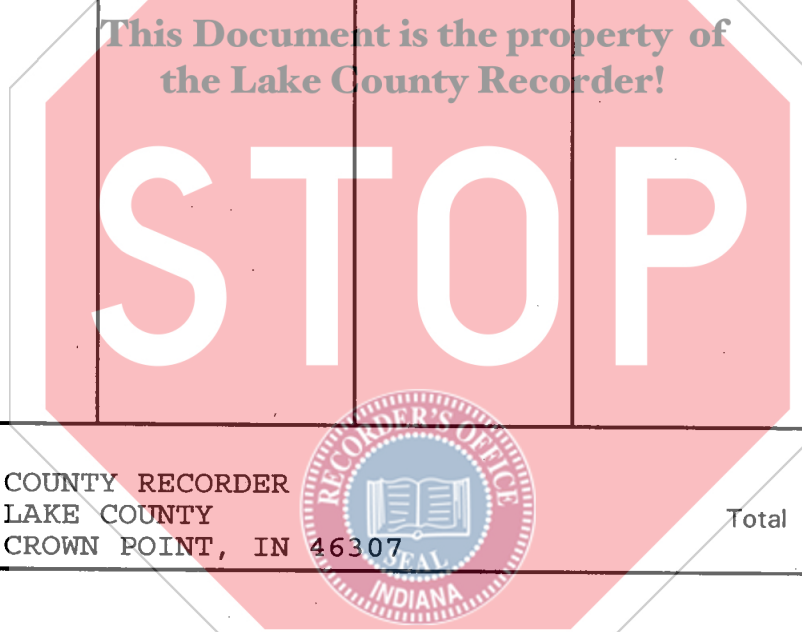 This Document is the property of
the Lake County Recorder!
STOP
COUNTY RECORDER
LAKE COUNTY
CROWN POINT, IN 46307
Total
RECORDER'S OFFICE
SEAL
INDIANA